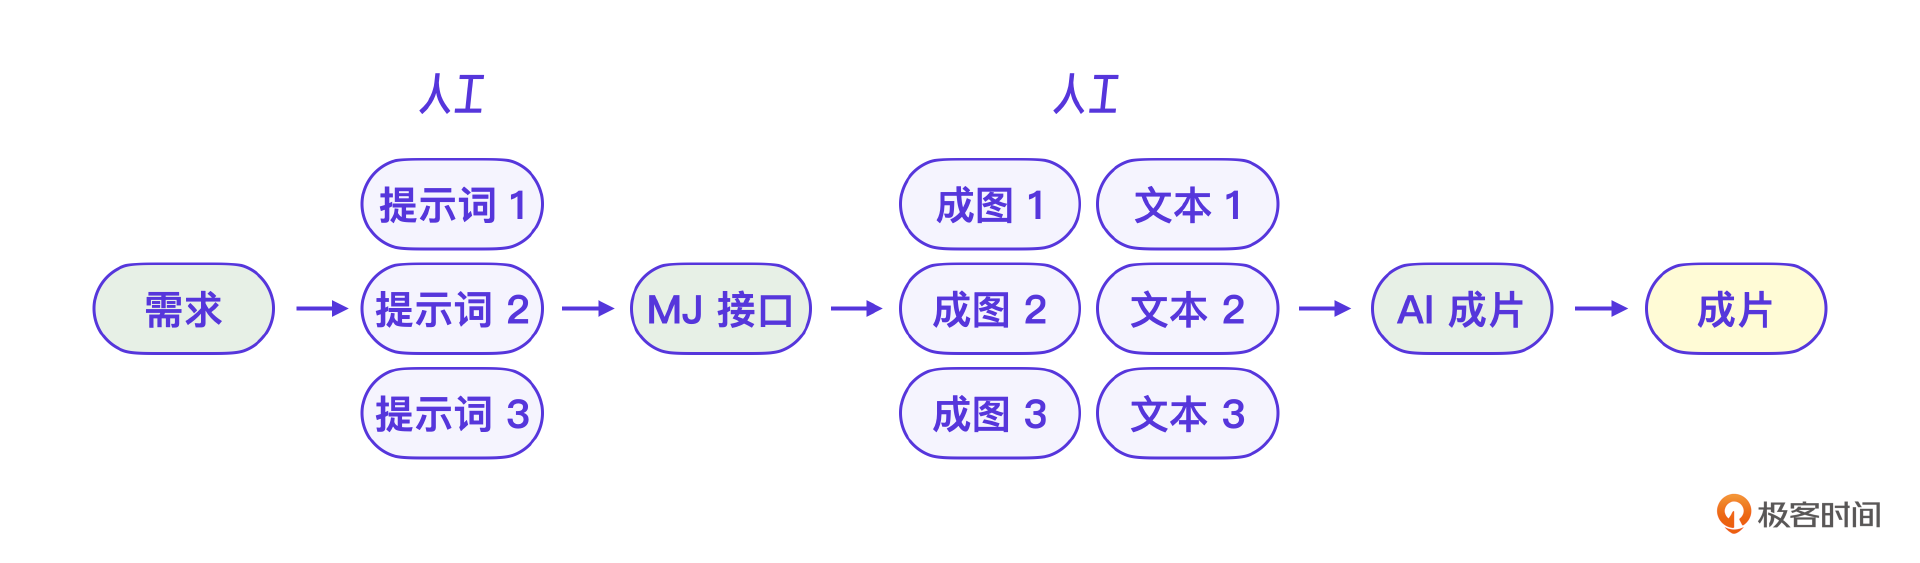 人工
人工
提示词 1
成图 1
文本 1
需求
提示词 2
MJ 接口
成图 2
文本 2
AI 成片
成片
提示词 3
成图 3
文本 3
极客时间